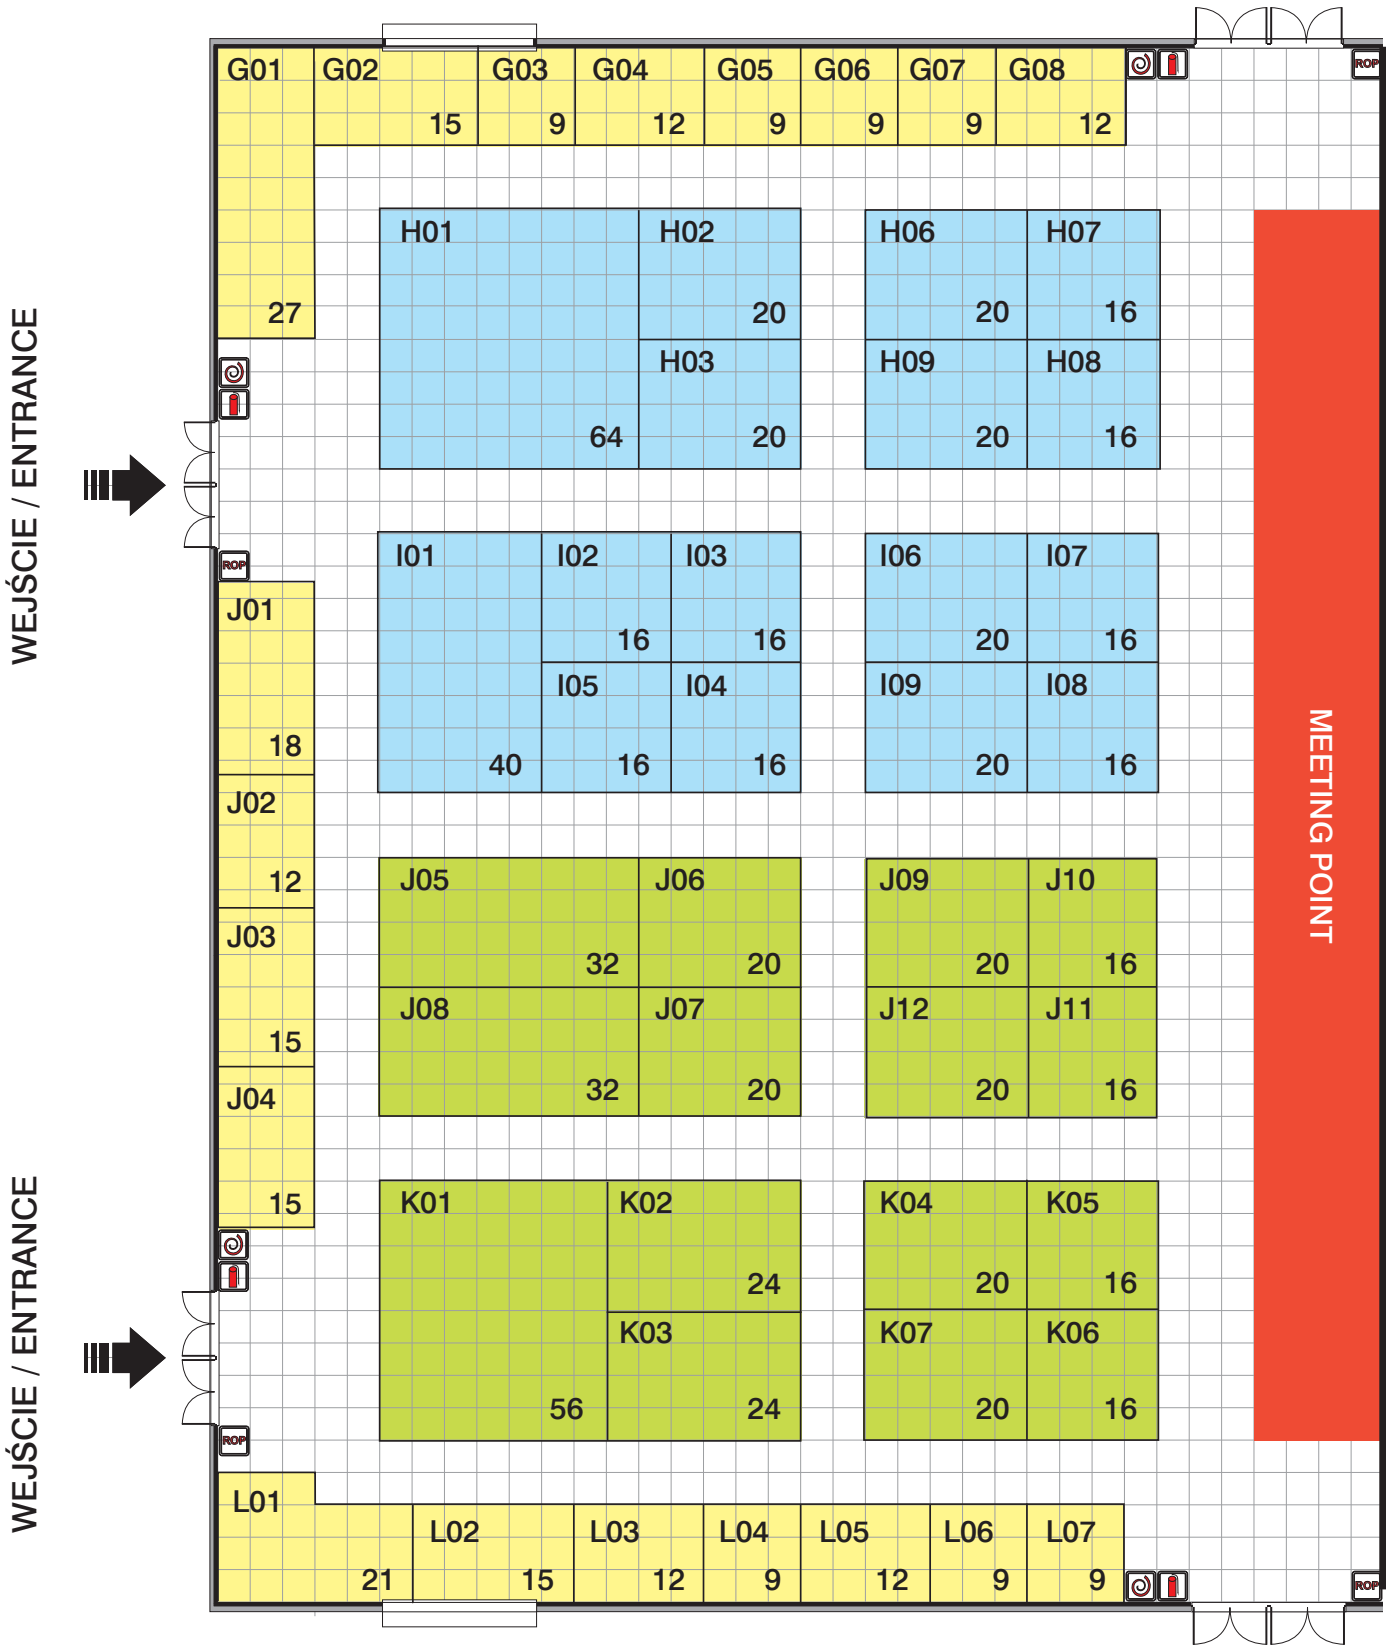 G01 G02 G03 G04 G05 G06 G07 G08
15 9 12 9 9 9 12
27
ROP
H01 H02 H06 H07
20 20 16
H03 H09 H08
64 20 20 16
WEJŚCIE / ENTRANCE
ROP
I01 I02 I03 I06 I07
16 16 20 16
I05 I04 I09 I08
40 16 16 20 16
J01
18
J02
12
J03
15
J04
15
MEETING POINT
J05 J06 J09 J10
32 20 20 16
J08 J07 J12 J11
32 20 20 16
K01 K02 K04 K05
24 20 16
K03 K07 K06
56 24 20 16
WEJŚCIE / ENTRANCE
ROP
L01 L02 L03 L04 L05 L06 L07
21 15 12 9 12 9 9
ROP